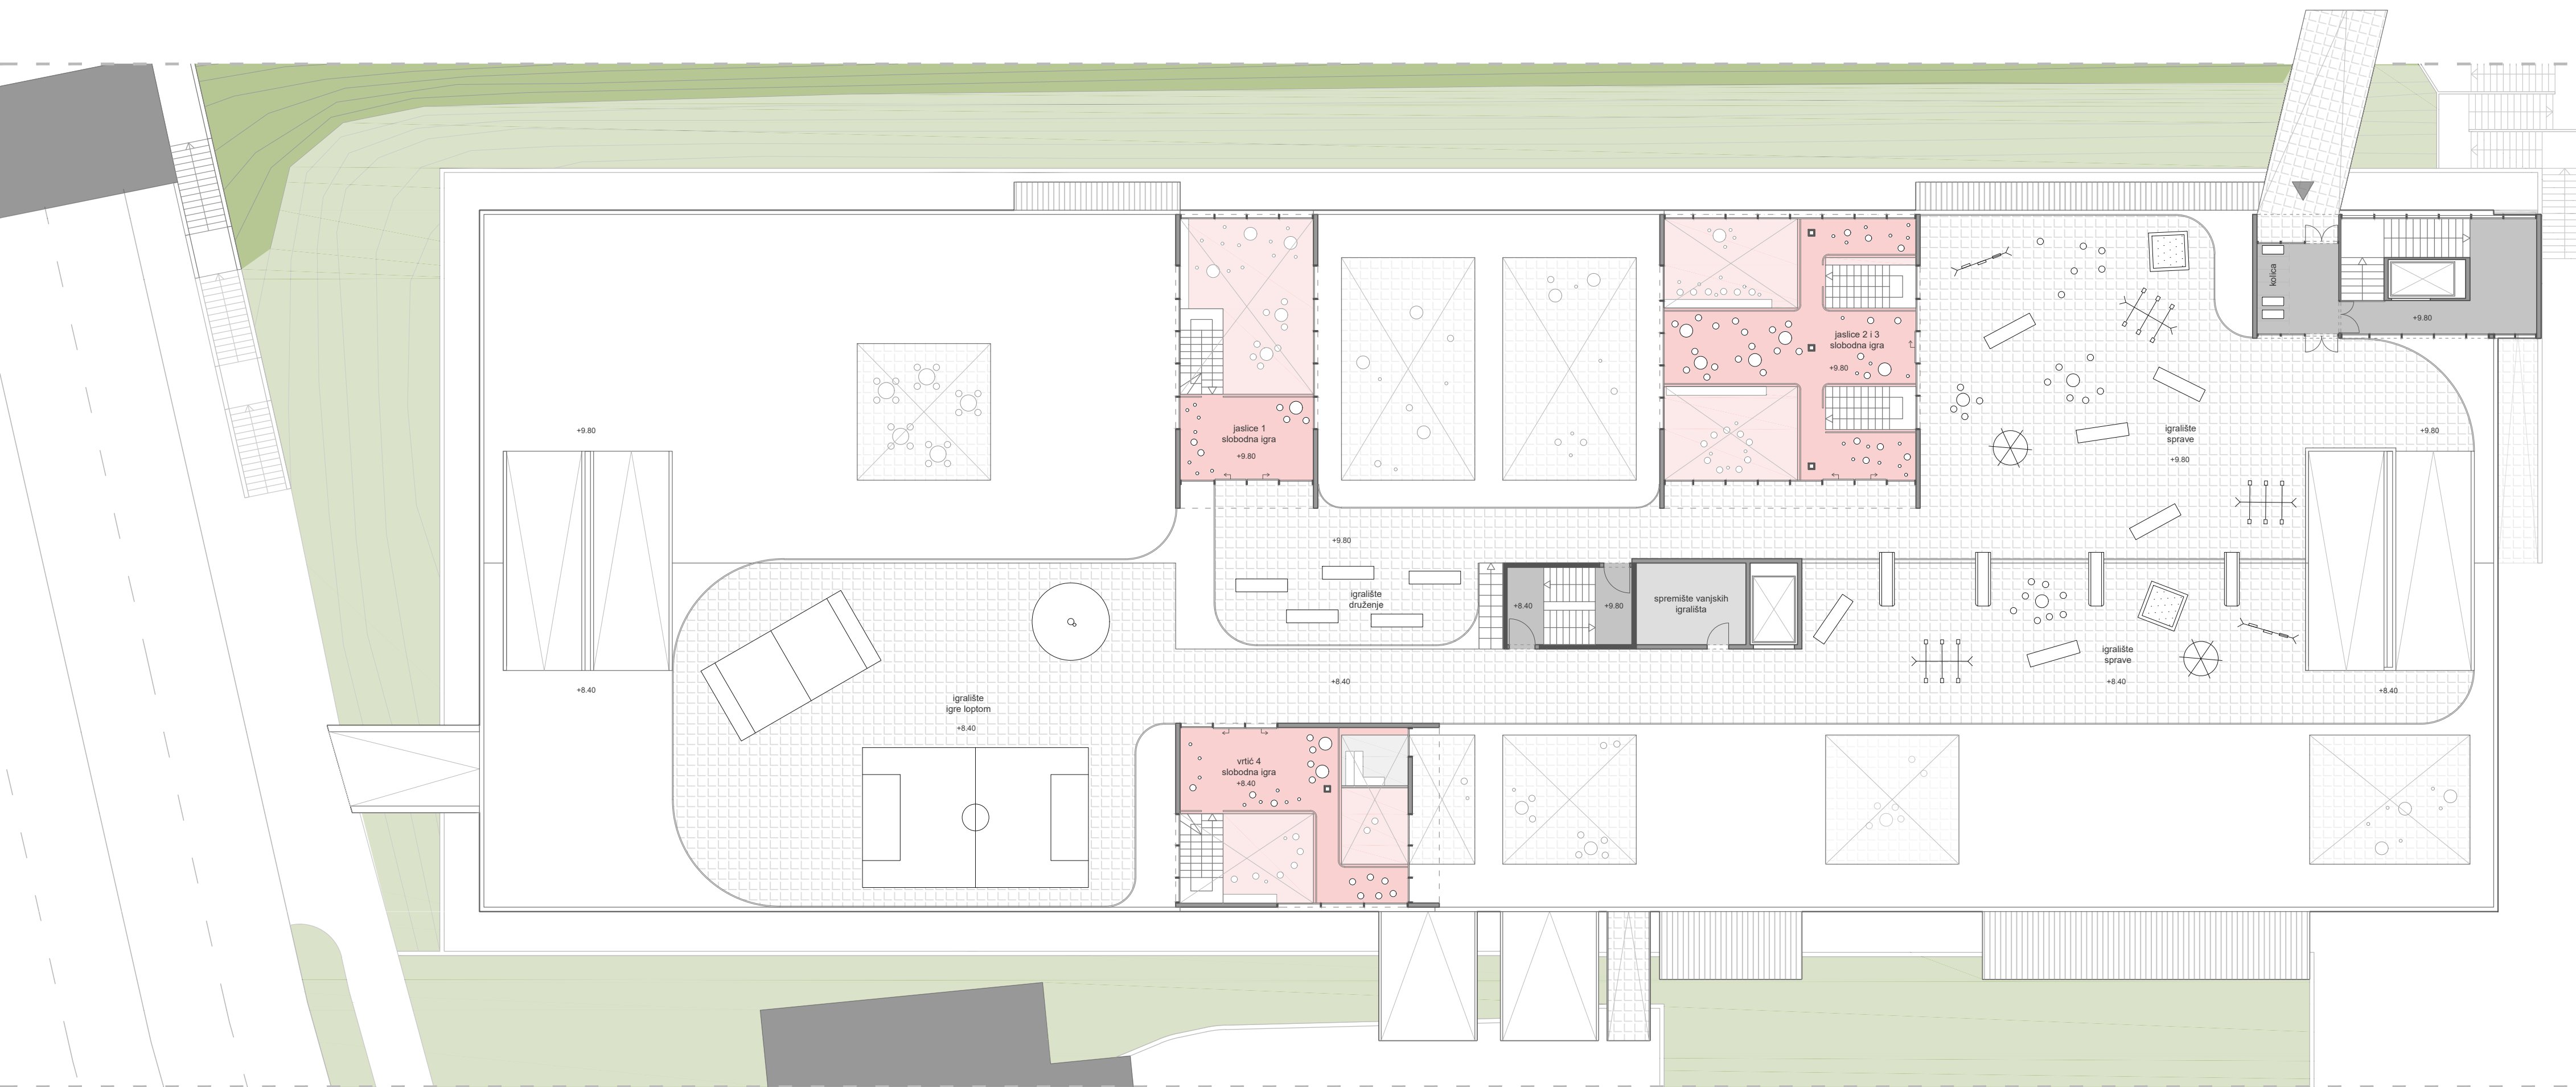 kolica
+9.80
jaslice 2 i 3
slobodna igra
+9.80
jaslice 1
slobodna igra
+9.80
+9.80
igralište
sprave
+9.80
+9.80
+9.80
igralište
druženje
+8.40
+9.80
spremište vanjskih
igrališta
igralište
sprave
+8.40
+8.40
+8.40
+8.40
igralište
igre loptom
+8.40
vrtić 4
slobodna igra
+8.40